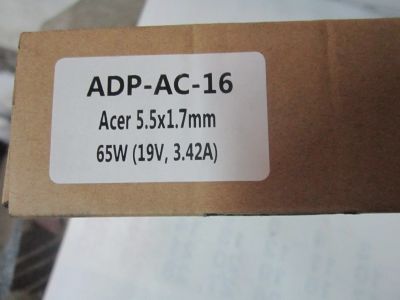 ADP-AC-16
Acer 5.5x1.7mm
65W (19V, 3.42A)